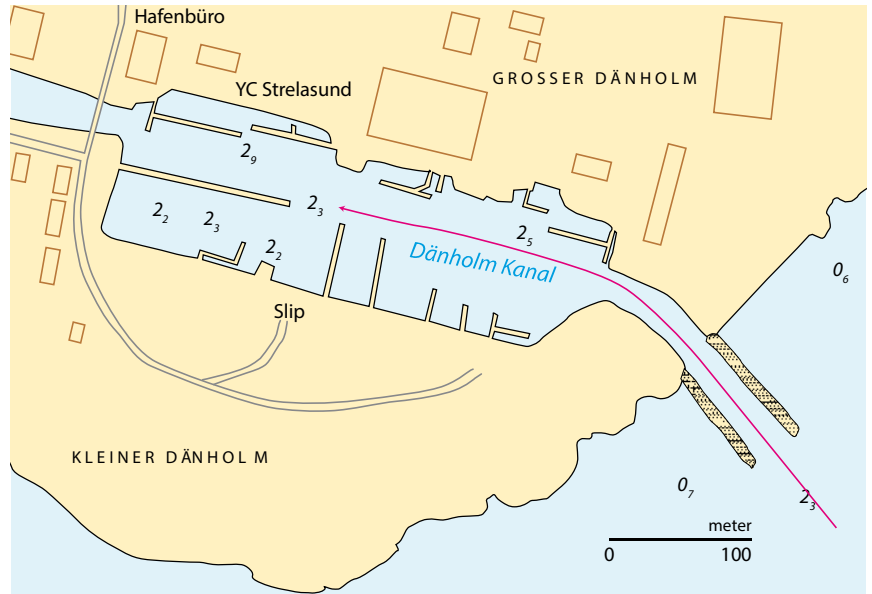 Hafenbüro
GROSSER DÄNHOLM
YC Strelasund
2₉
2₂
2₃
2₂
2₃
2₅
Dänholm Kanal
0₆
Slip
KLEINER DÄNHOLM
0₇
2₃
meter
0 100